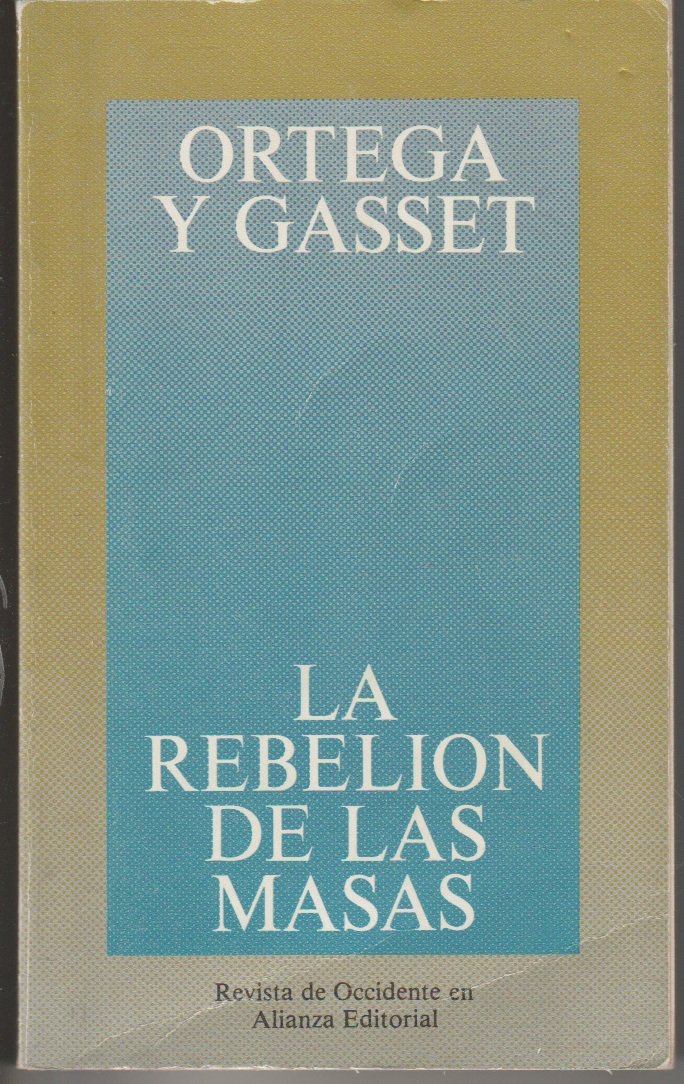 ORTEGA
Y GASSET
LA
REBELION
DE LAS
MASAS
Revista de Occidente en
Alianza Editorial